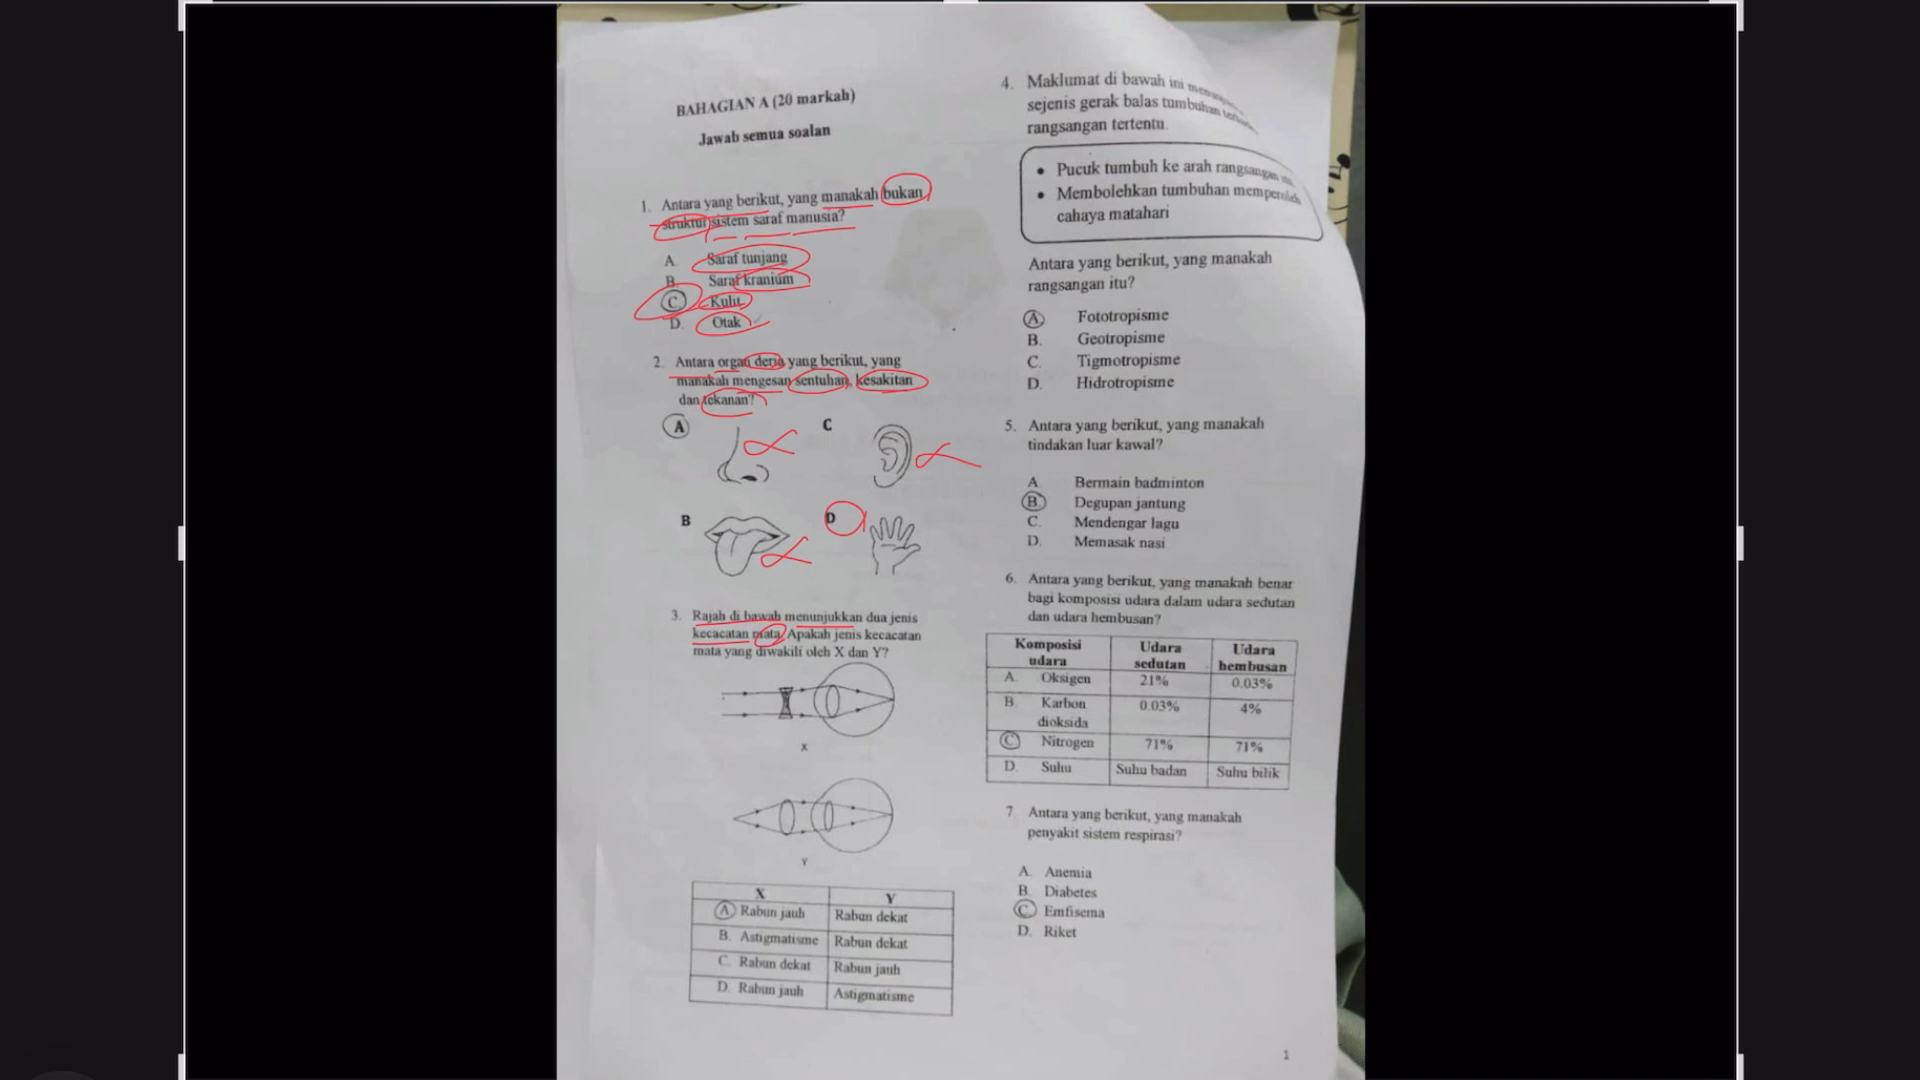 BAHAGIAN A (20 markah)
Jawab semua soalan
1. Antara yang berikut, yang manakah bukan
struktur sistem saraf manusia?
A. Saraf tunjang
B. Saraf kranium
C. Kulit
D. Otak
2. Antara organ deria yang berikut, yang
manakah mengesan sentuhan, kesakitan
dan tekanan?
A
C
B
D
3. Rajah di bawah menunjukkan dua jenis
kecacatan mata. Apakah jenis kecacatan
mata yang diwakili oleh X dan Y?
X
Y
X Y
A. Rabun jauh Rabun dekat
B. Astigmatisme Rabun dekat
C. Rabun dekat Rabun jauh
D. Rabun jauh Astigmatisme
4. Maklumat di bawah ini
sejenis gerak balas tumbuhan
rangsangan tertentu.
• Pucuk tumbuh ke arah rangsangan
• Membolehkan tumbuhan memperoleh
cahaya matahari
Antara yang berikut, yang manakah
rangsangan itu?
A Fototropisme
B. Geotropisme
C. Tigmotropisme
D. Hidrotropisme
5. Antara yang berikut, yang manakah
tindakan luar kawal?
A Bermain badminton
B. Degupan jantung
C. Mendengar lagu
D. Memasak nasi
6. Antara yang berikut, yang manakah benar
bagi komposisi udara dalam udara sedutan
dan udara hembusan?
Komposisi udara Udara sedutan Udara hembusan
A. Oksigen 21% 0.03%
B. Karbon dioksida 0.03% 4%
C Nitrogen 71% 71%
D. Suhu Suhu badan Suhu bilik
7. Antara yang berikut, yang manakah
penyakit sistem respirasi?
A. Anemia
B. Diabetes
C. Emfisema
D. Riket
1